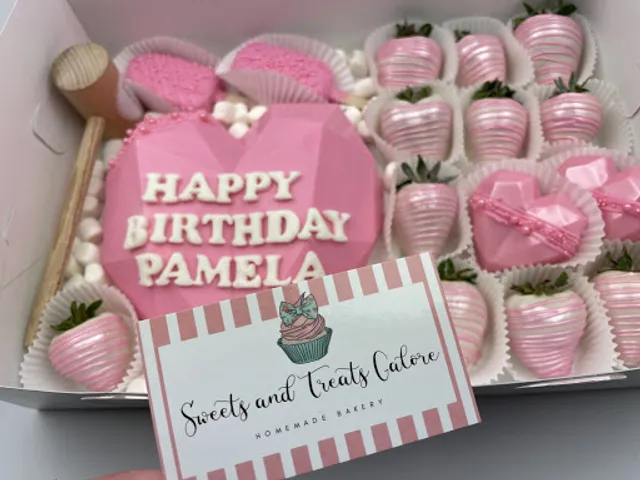 HAPPY
BIRTHDAY
PAMELA
Sweets and Treats Galore
HOMEMADE BAKERY